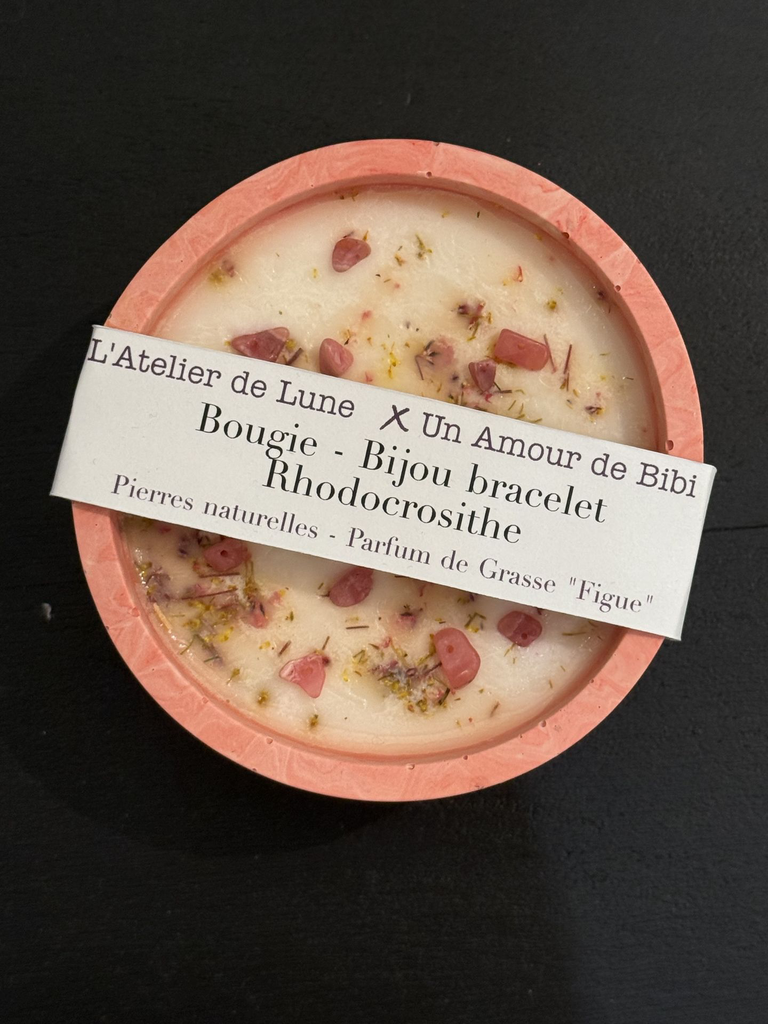 L'Atelier de Lune X Un Amour de Bibi
Bougie - Bijou bracelet
Rhodocrosithe
Pierres naturelles - Parfum de Grasse "Figue"